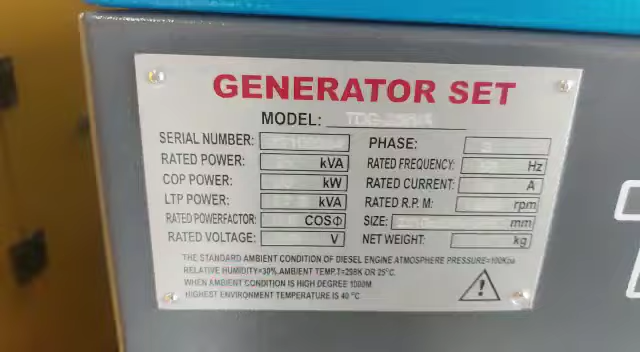 GENERATOR SET
MODEL:
SERIAL NUMBER:
RATED POWER: kVA
COP POWER: kW
LTP POWER: kVA
RATED POWERFACTOR: COSΦ
RATED VOLTAGE: V
PHASE:
RATED FREQUENCY: Hz
RATED CURRENT: A
RATED R.P. M: rpm
SIZE: mm
NET WEIGHT: kg
THE STANDARD AMBIENT CONDITION OF DIESEL ENGINE ATMOSPHERE PRESSURE=100Kpa
RELATIVE HUMIDITY=30% AMBIENT TEMP.T=298K OR 25°C.
WHEN AMBIENT CONDITION IS HIGH DEGREE 1000M
HIGHEST ENVIRONMENT TEMPERATURE IS 40 °C.